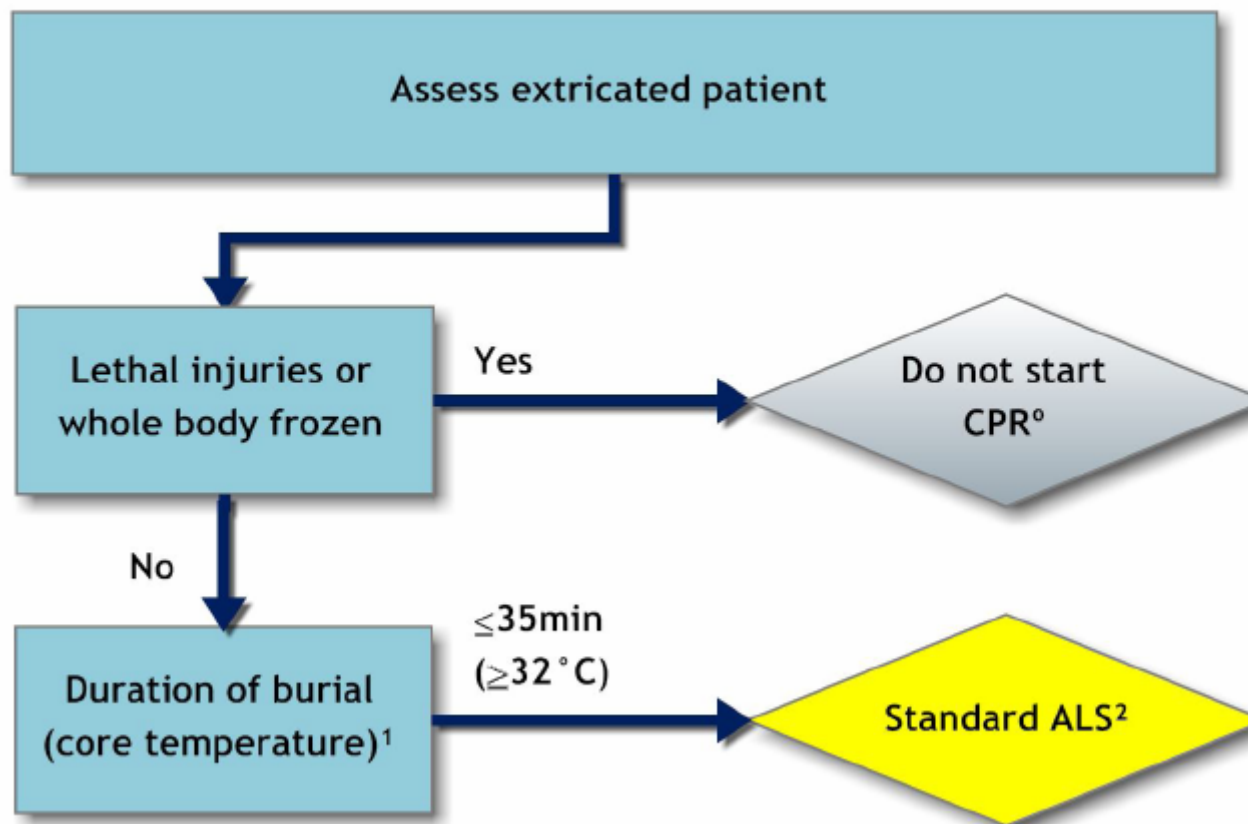 Assess extricated patient
Lethal injuries or
whole body frozen
Yes
Do not start
CPRº
No
Duration of burial
(core temperature)¹
≤35min
(≥32°C)
Standard ALS²